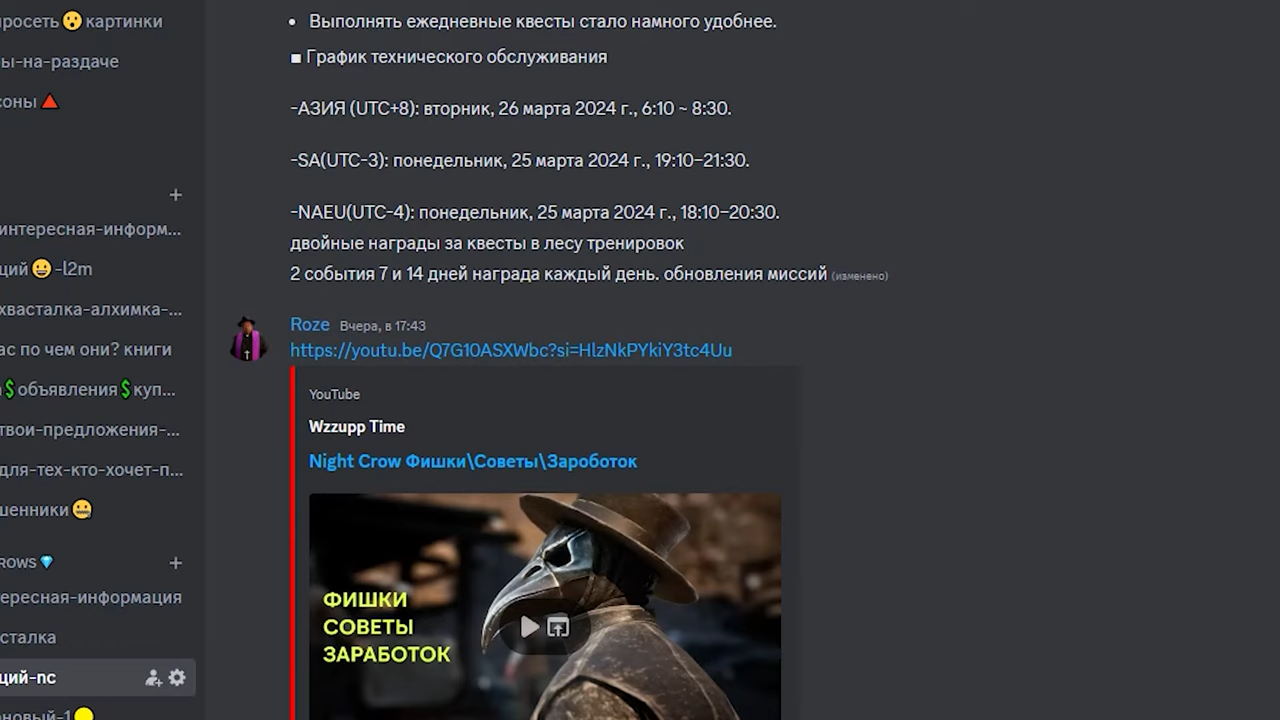 росеть 😮 картинки
ы-на-раздаче
соны 🔺
+
интересная-информ...
щий 😀 -l2m
хвасталка-алхимка-...
ас по чем они? книги
💲объявления💲куп...
твои-предложения-...
для-тех-кто-хочет-п...
шенники 🤐
ROWS 💎 +
тересная-информация
сталка
щий-nc
новый-1
• Выполнять ежедневные квесты стало намного удобнее.
■ График технического обслуживания
-АЗИЯ (UTC+8): вторник, 26 марта 2024 г., 6:10 ~ 8:30.
-SA(UTC-3): понедельник, 25 марта 2024 г., 19:10–21:30.
-NAEU(UTC-4): понедельник, 25 марта 2024 г., 18:10–20:30.
двойные награды за квесты в лесу тренировок
2 события 7 и 14 дней награда каждый день. обновления миссий (изменено)
Roze Вчера, в 17:43
https://youtu.be/Q7G10ASXWbc?si=HlzNkPYkiY3tc4Uu
YouTube
Wzzupp Time
Night Crow Фишки\Советы\Зароботок
ФИШКИ
СОВЕТЫ
ЗАРАБОТОК